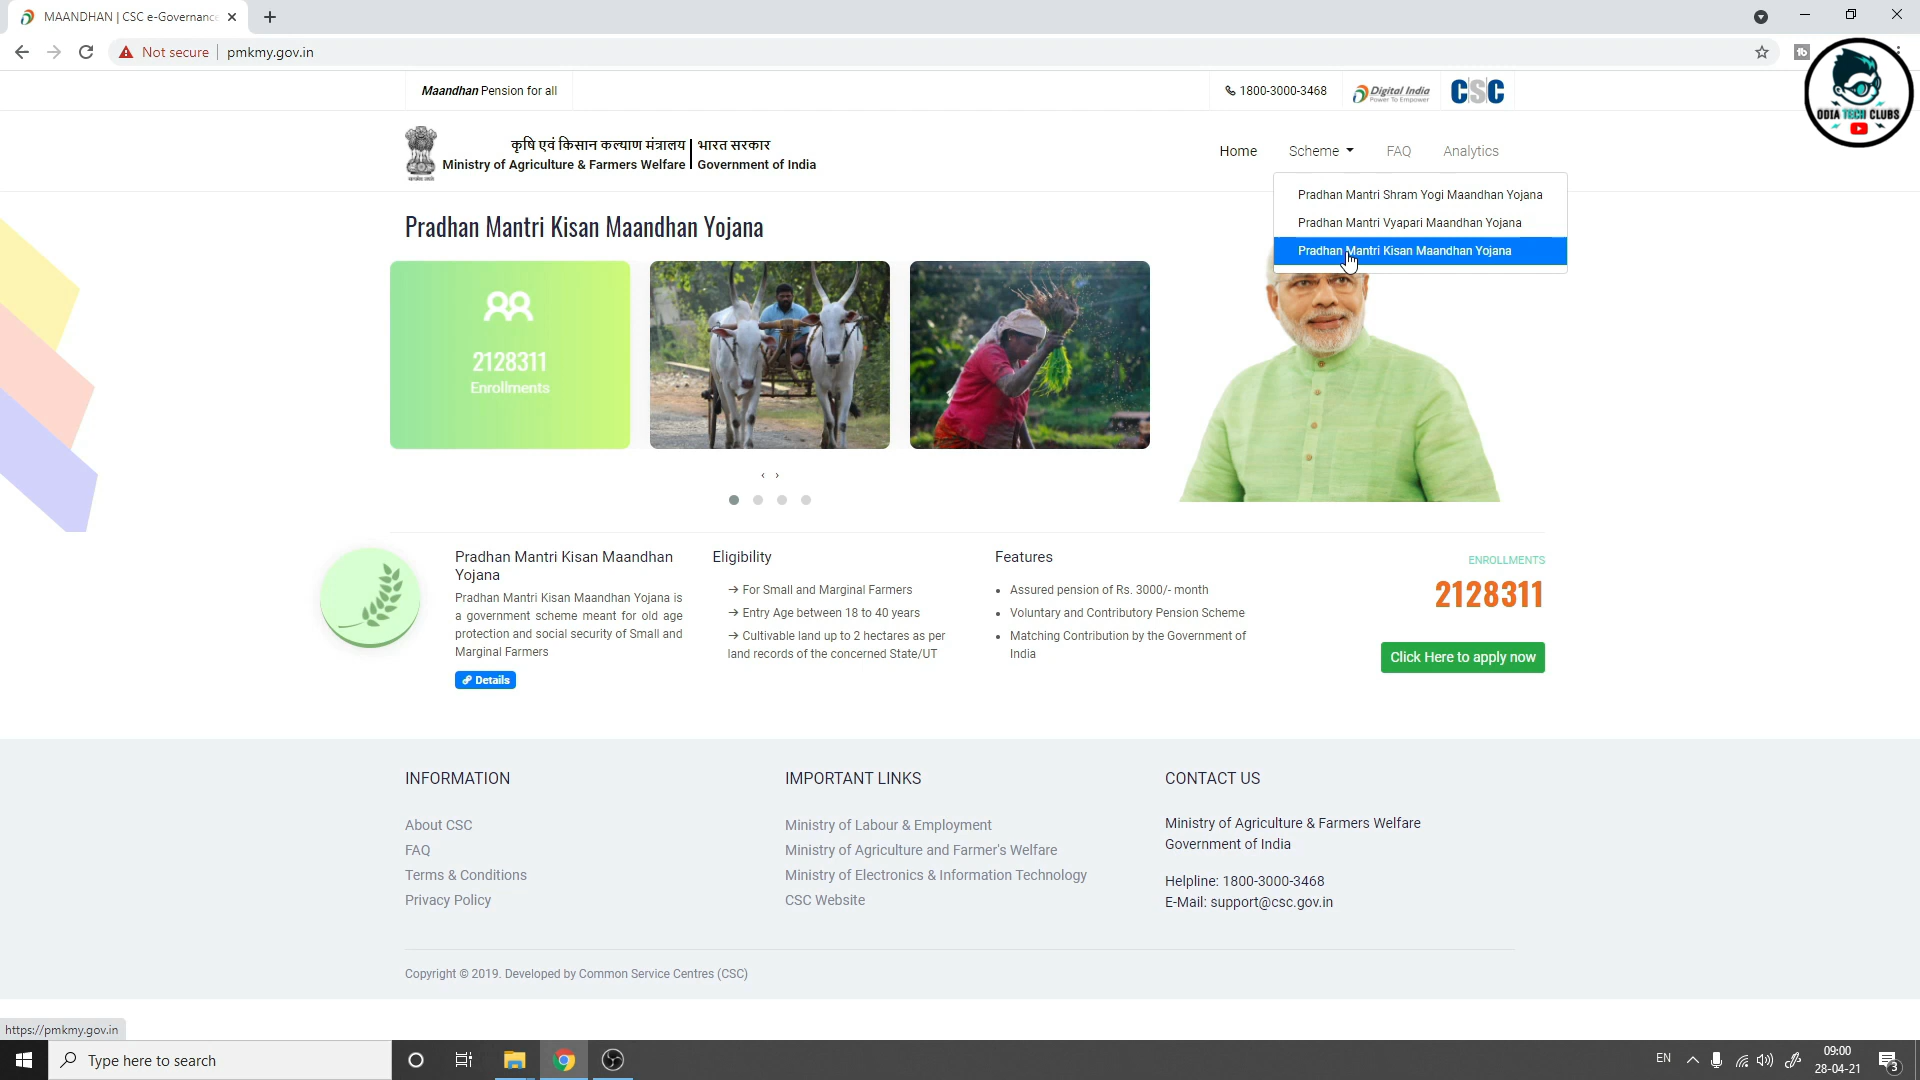 MAANDHAN | CSC e-Governance
Not secure
pmkmy.gov.in
Maandhan Pension for all
1800-3000-3468
Digital India
Power To Empower
CSC
ODIA TECH CLUBS
कृषि एवं किसान कल्याण मंत्रालय | भारत सरकार
Ministry of Agriculture & Farmers Welfare | Government of India
Home
Scheme
FAQ
Analytics
Pradhan Mantri Shram Yogi Maandhan Yojana
Pradhan Mantri Vyapari Maandhan Yojana
Pradhan Mantri Kisan Maandhan Yojana
Pradhan Mantri Kisan Maandhan Yojana
2128311
Enrollments
Pradhan Mantri Kisan Maandhan
Yojana
Pradhan Mantri Kisan Maandhan Yojana is
a government scheme meant for old age
protection and social security of Small and
Marginal Farmers
Details
Eligibility
→ For Small and Marginal Farmers
→ Entry Age between 18 to 40 years
→ Cultivable land up to 2 hectares as per
land records of the concerned State/UT
Features
• Assured pension of Rs. 3000/- month
• Voluntary and Contributory Pension Scheme
• Matching Contribution by the Government of
India
ENROLLMENTS
2128311
Click Here to apply now
INFORMATION
About CSC
FAQ
Terms & Conditions
Privacy Policy
IMPORTANT LINKS
Ministry of Labour & Employment
Ministry of Agriculture and Farmer's Welfare
Ministry of Electronics & Information Technology
CSC Website
CONTACT US
Ministry of Agriculture & Farmers Welfare
Government of India
Helpline: 1800-3000-3468
E-Mail: support@csc.gov.in
Copyright © 2019. Developed by Common Service Centres (CSC)
https://pmkmy.gov.in
Type here to search
EN
09:00
28-04-21
3